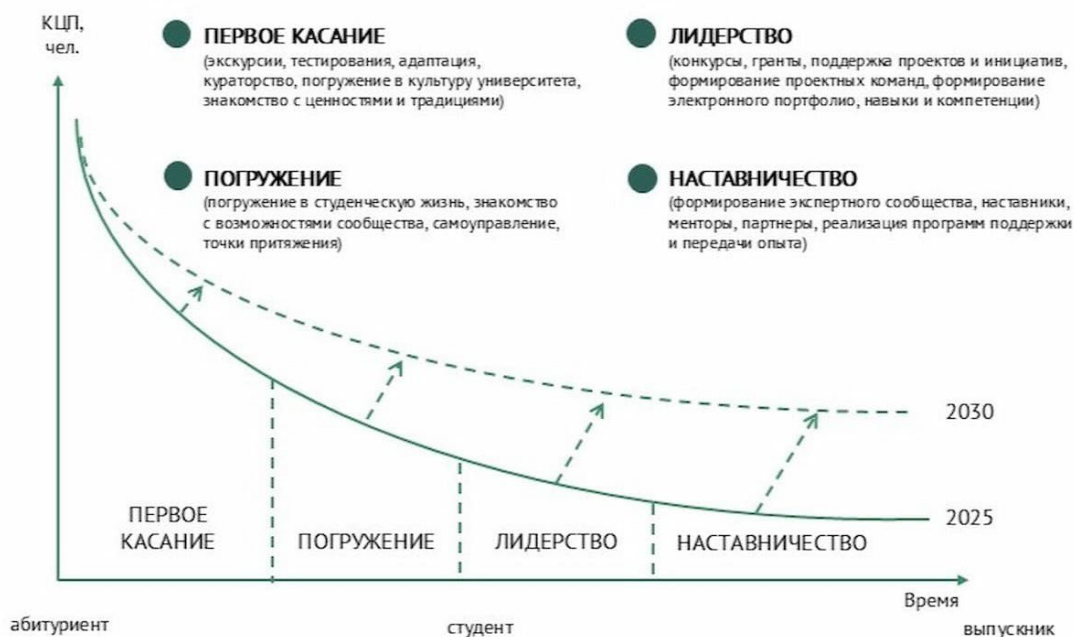 КЦП,
чел.
ПЕРВОЕ КАСАНИЕ
(экскурсии, тестирования, адаптация,
кураторство, погружение в культуру университета,
знакомство с ценностями и традициями)
ЛИДЕРСТВО
(конкурсы, гранты, поддержка проектов и инициатив,
формирование проектных команд, формирование
электронного портфолио, навыки и компетенции)
ПОГРУЖЕНИЕ
(погружение в студенческую жизнь, знакомство
с возможностями сообщества, самоуправление,
точки притяжения)
НАСТАВНИЧЕСТВО
(формирование экспертного сообщества, наставники,
менторы, партнеры, реализация программ поддержки
и передачи опыта)
2030
2025
ПЕРВОЕ
КАСАНИЕ
ПОГРУЖЕНИЕ
ЛИДЕРСТВО
НАСТАВНИЧЕСТВО
Время
абитуриент
студент
выпускник